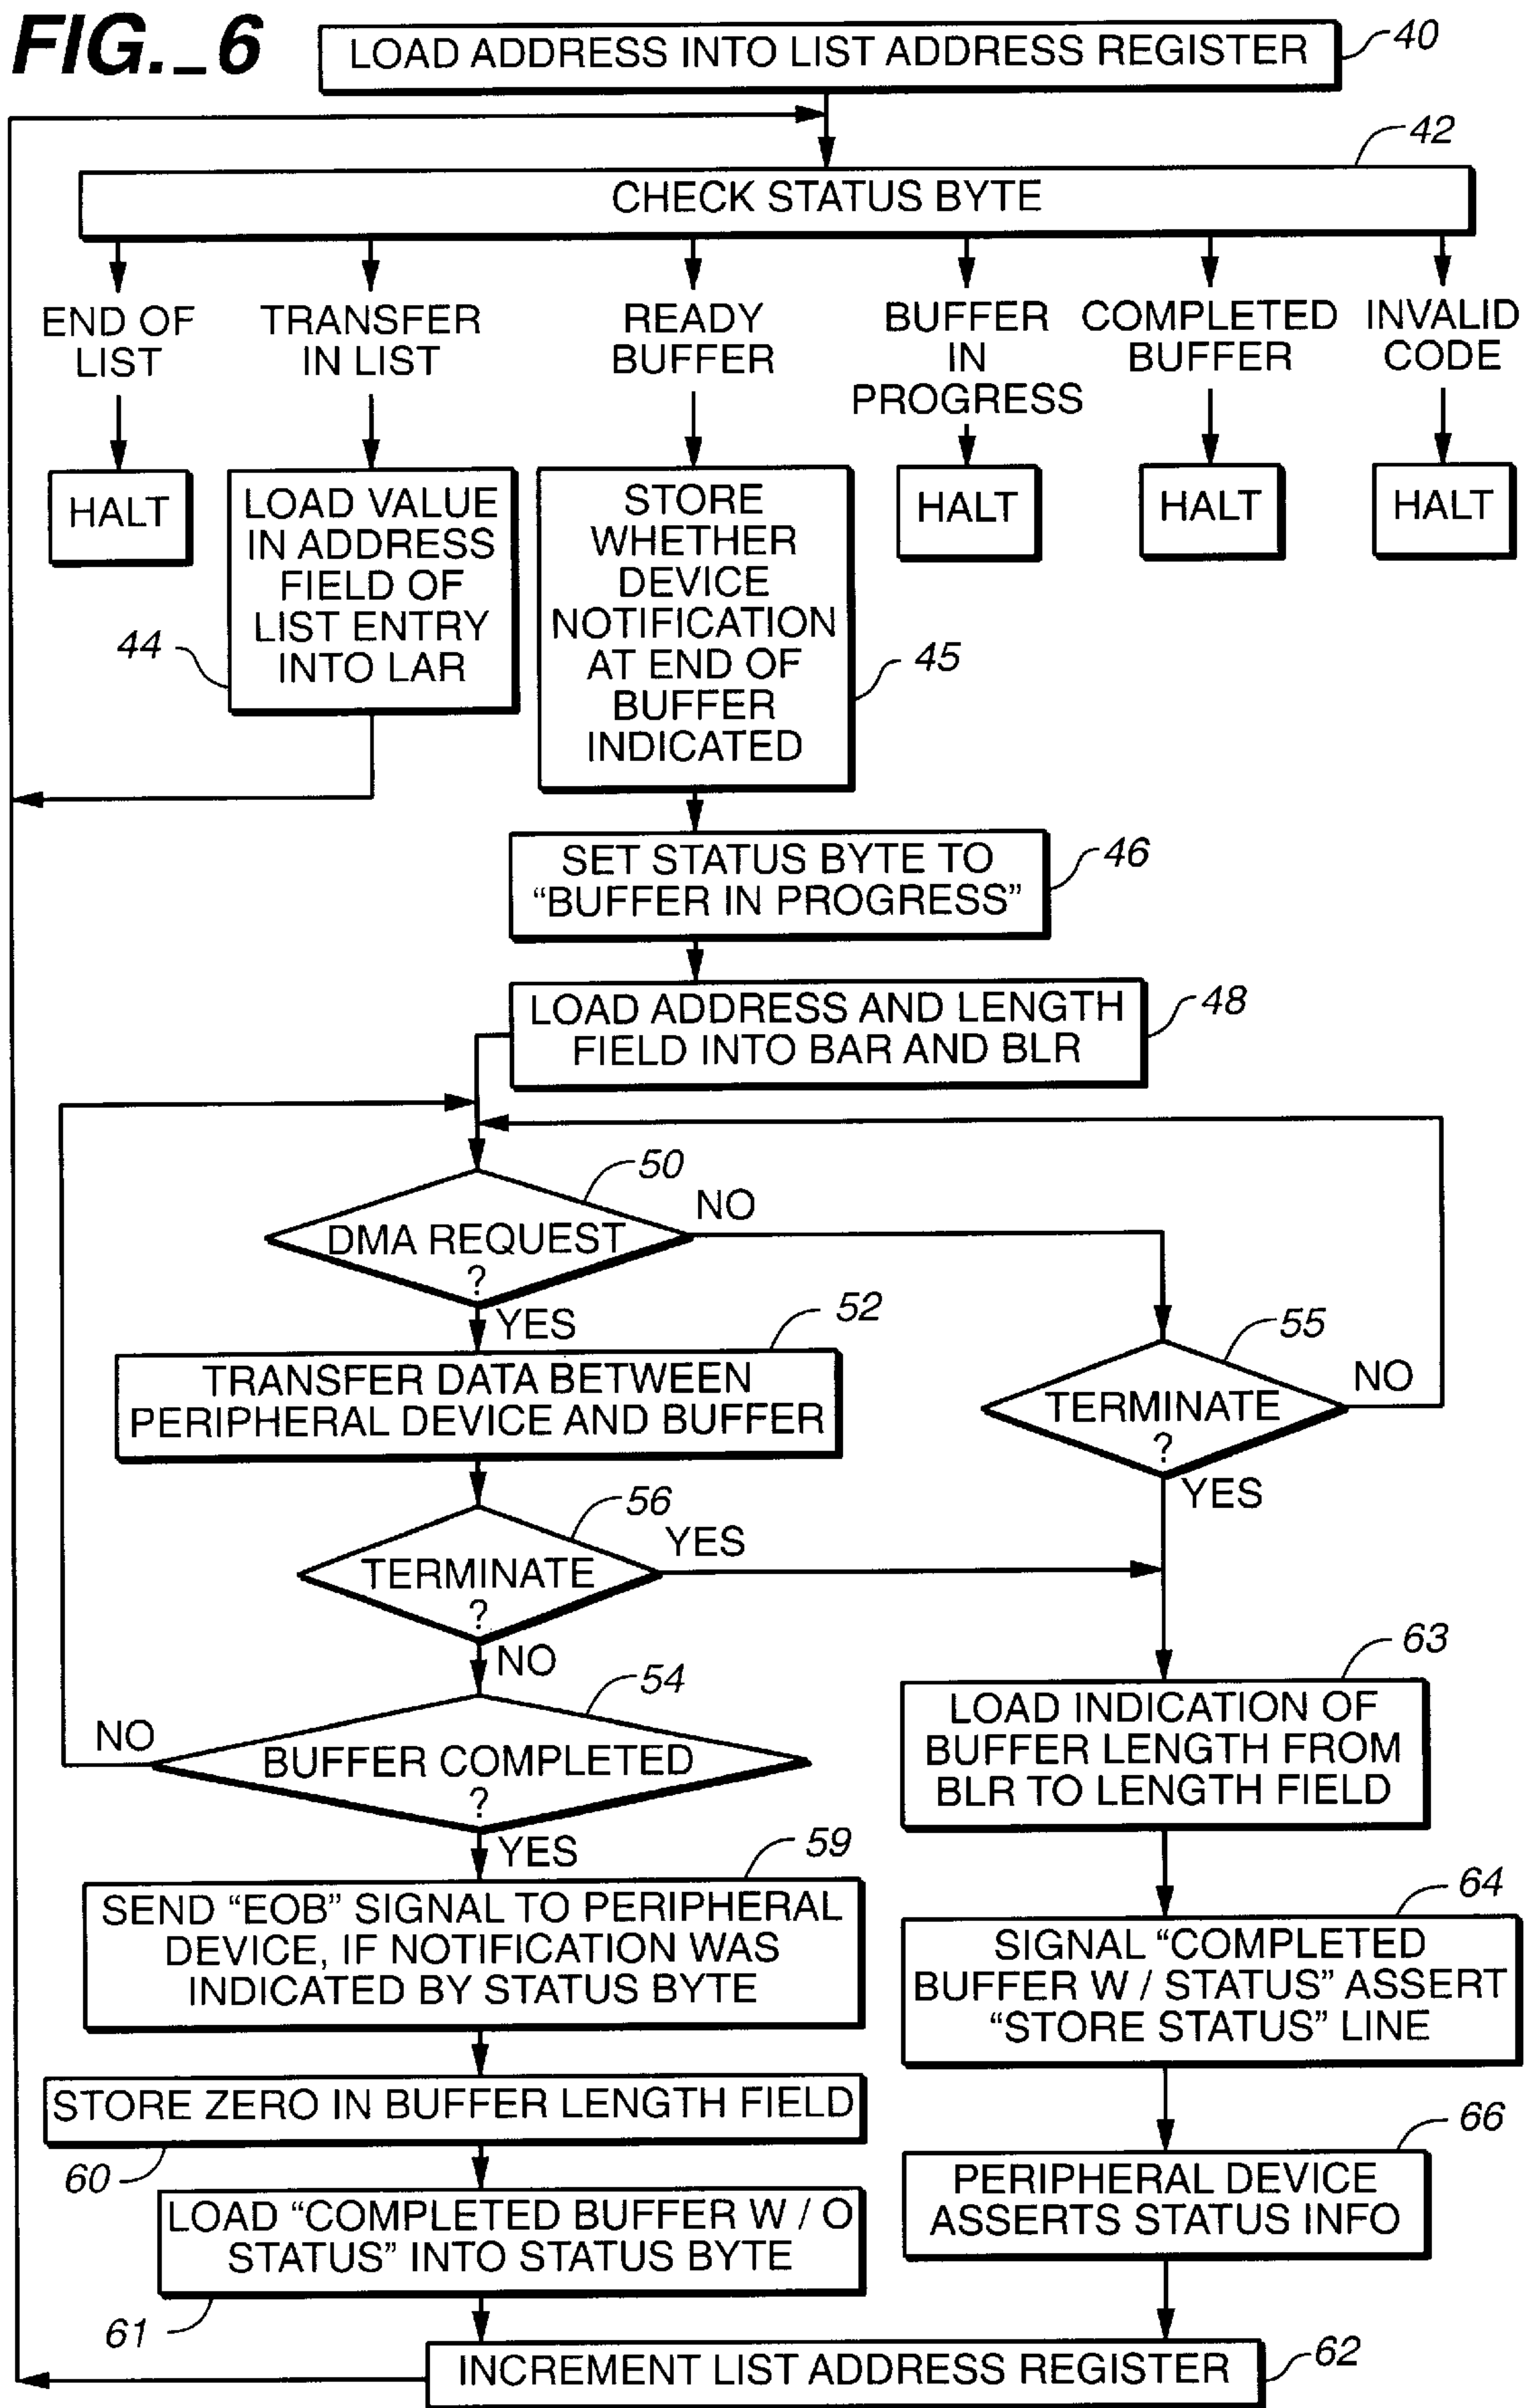 FIG._6
LOAD ADDRESS INTO LIST ADDRESS REGISTER
40
42
CHECK STATUS BYTE
END OF
LIST
TRANSFER
IN LIST
READY
BUFFER
BUFFER
IN
PROGRESS
COMPLETED
BUFFER
INVALID
CODE
HALT
LOAD VALUE
IN ADDRESS
FIELD OF
LIST ENTRY
INTO LAR
44
STORE
WHETHER
DEVICE
NOTIFICATION
AT END OF
BUFFER
INDICATED
45
HALT
HALT
HALT
SET STATUS BYTE TO
“BUFFER IN PROGRESS”
46
LOAD ADDRESS AND LENGTH
FIELD INTO BAR AND BLR
48
50
DMA REQUEST
?
NO
YES
52
TRANSFER DATA BETWEEN
PERIPHERAL DEVICE AND BUFFER
55
TERMINATE
?
NO
YES
56
TERMINATE
?
YES
NO
54
BUFFER COMPLETED
?
NO
YES
63
LOAD INDICATION OF
BUFFER LENGTH FROM
BLR TO LENGTH FIELD
59
SEND “EOB” SIGNAL TO PERIPHERAL
DEVICE, IF NOTIFICATION WAS
INDICATED BY STATUS BYTE
64
SIGNAL “COMPLETED
BUFFER W / STATUS” ASSERT
“STORE STATUS” LINE
STORE ZERO IN BUFFER LENGTH FIELD
60
66
PERIPHERAL DEVICE
ASSERTS STATUS INFO
LOAD “COMPLETED BUFFER W / O
STATUS” INTO STATUS BYTE
61
INCREMENT LIST ADDRESS REGISTER
62